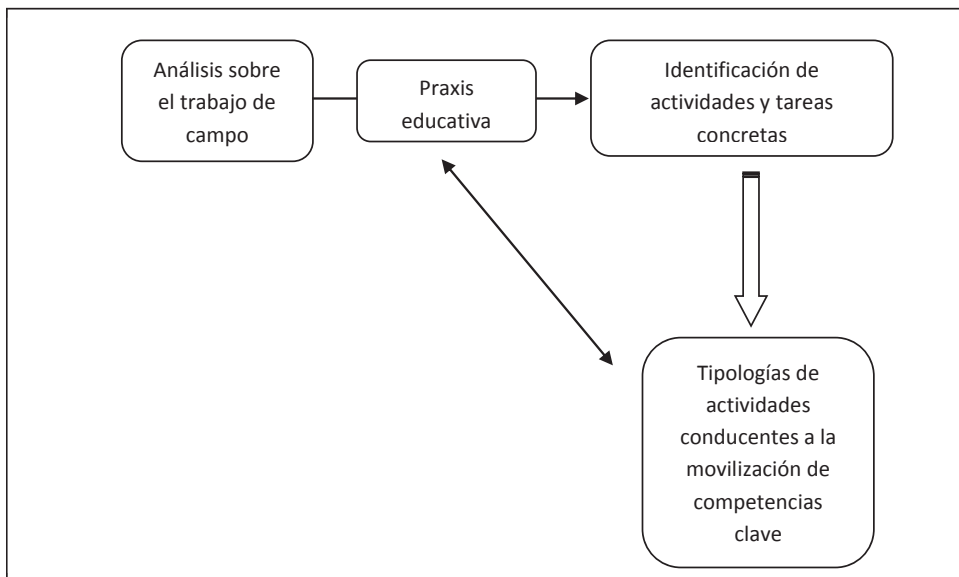 Análisis sobre
el trabajo de
campo
Praxis
educativa
Identificación de
actividades y tareas
concretas
Tipologías de
actividades
conducentes a la
movilización de
competencias
clave